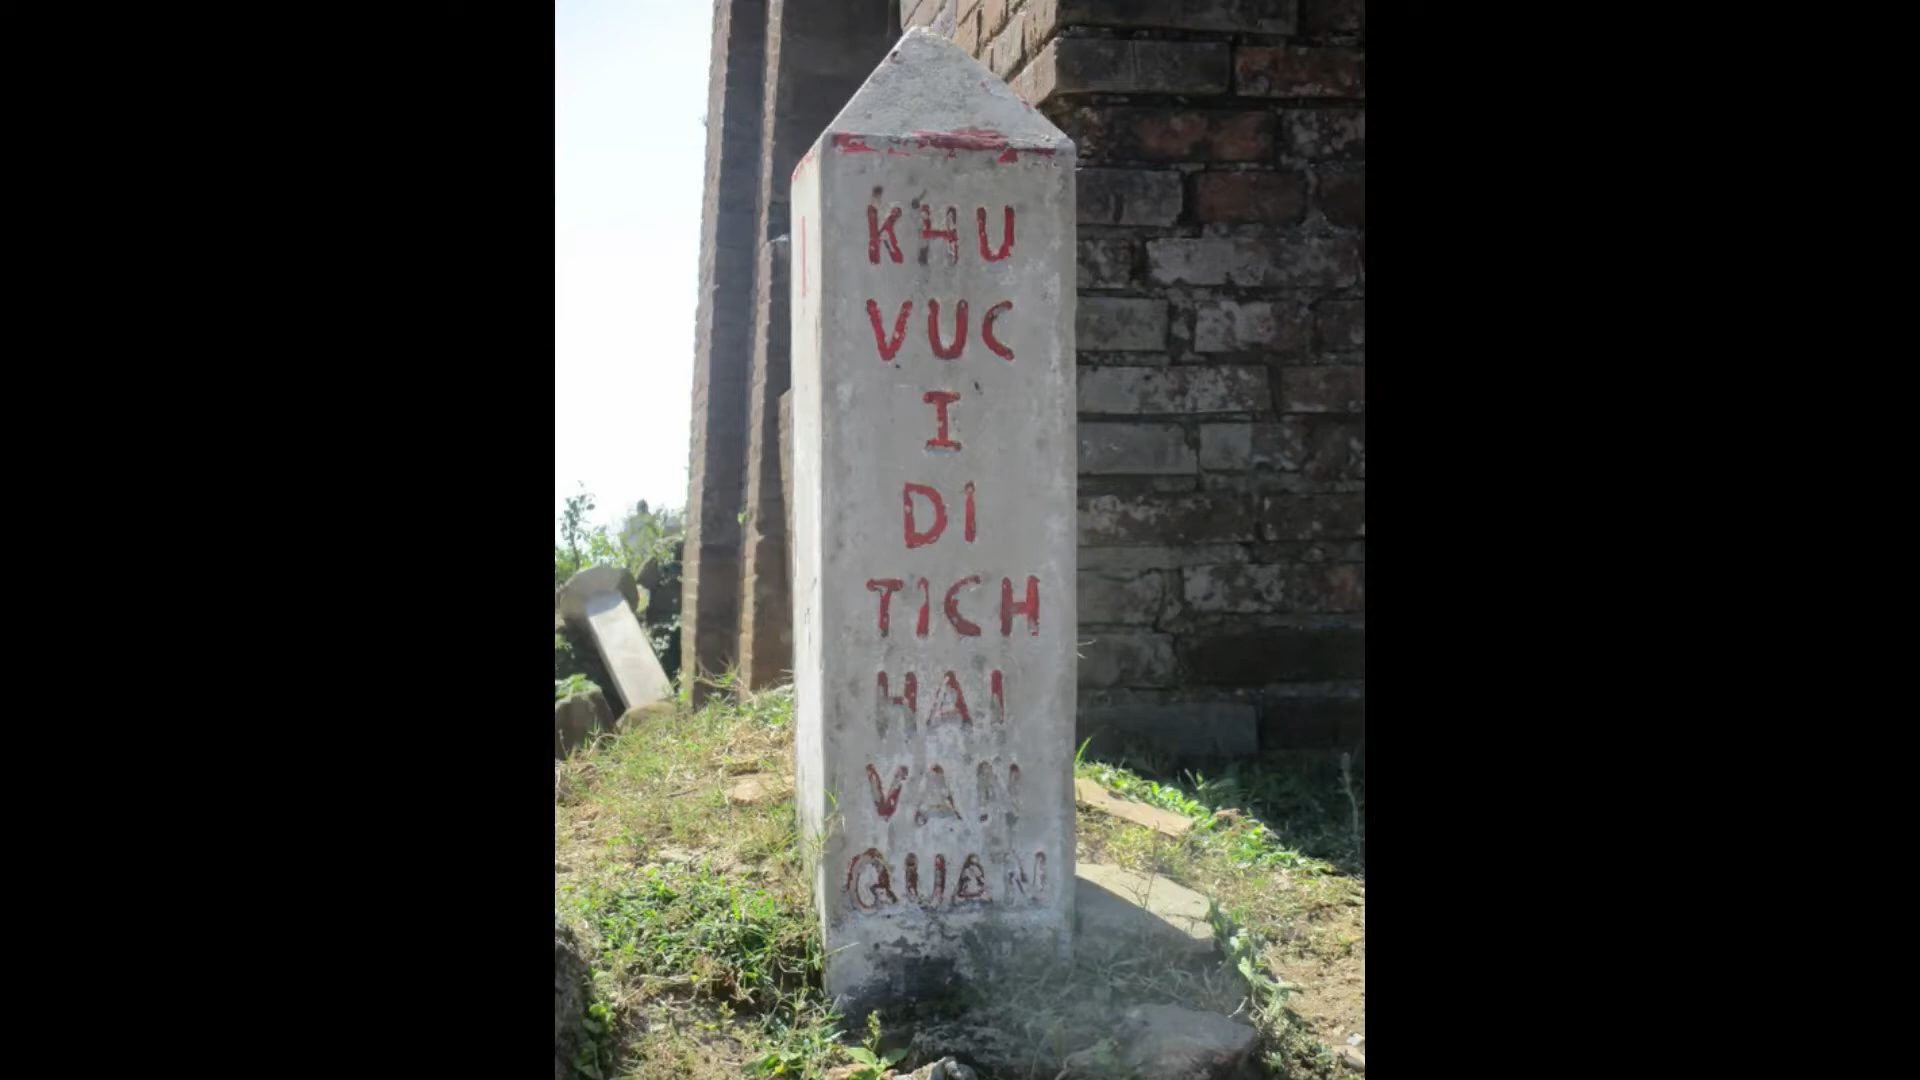 KHU
VUC
I
DI
TICH
HAI
VAN
QUAN